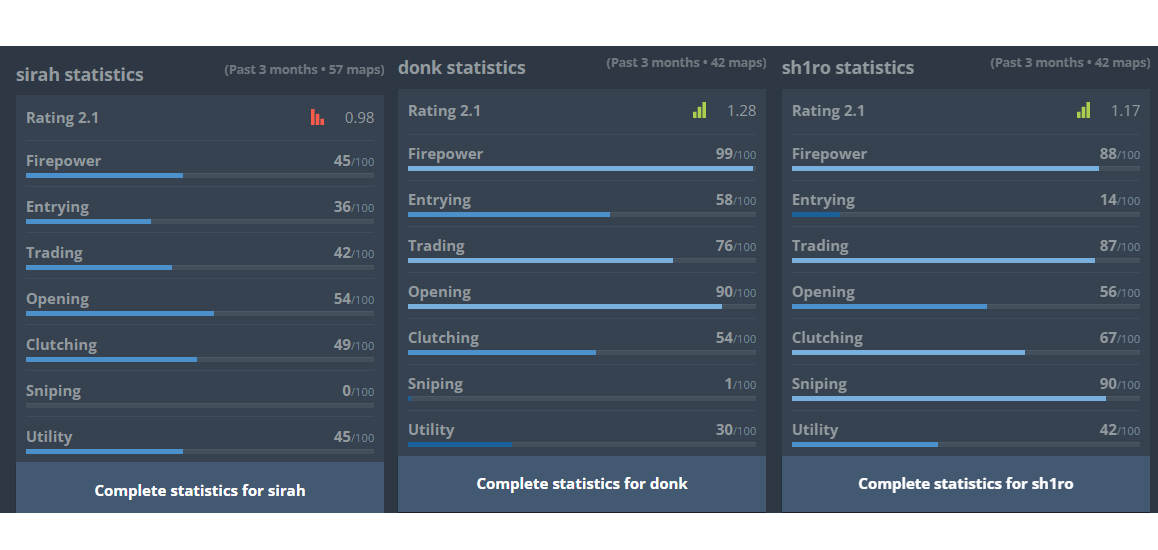 sirah statistics
(Past 3 months • 57 maps)
Rating 2.1
0.98
Firepower
45/100
Entrying
36/100
Trading
42/100
Opening
54/100
Clutching
49/100
Sniping
0/100
Utility
45/100
Complete statistics for sirah
donk statistics
(Past 3 months • 42 maps)
Rating 2.1
1.28
Firepower
99/100
Entrying
58/100
Trading
76/100
Opening
90/100
Clutching
54/100
Sniping
1/100
Utility
30/100
Complete statistics for donk
sh1ro statistics
(Past 3 months • 42 maps)
Rating 2.1
1.17
Firepower
88/100
Entrying
14/100
Trading
87/100
Opening
56/100
Clutching
67/100
Sniping
90/100
Utility
42/100
Complete statistics for sh1ro